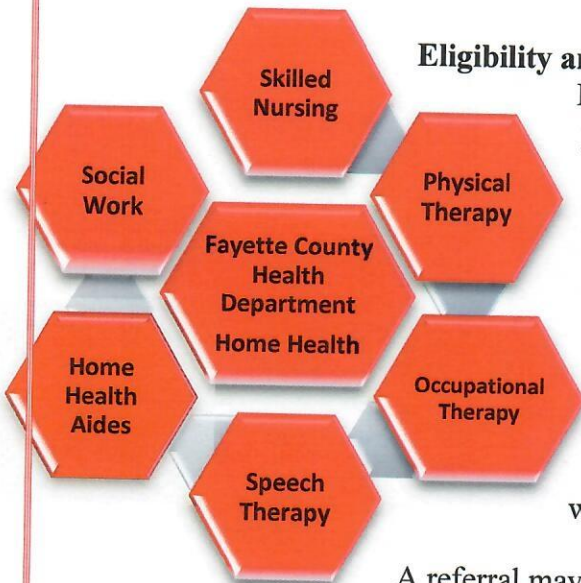 Eligibility
Skilled
Nursing
Social
Work
Physical
Therapy
Fayette County
Health
Department
Home Health
Home
Health
Aides
Occupational
Therapy
Speech
Therapy
A referral may